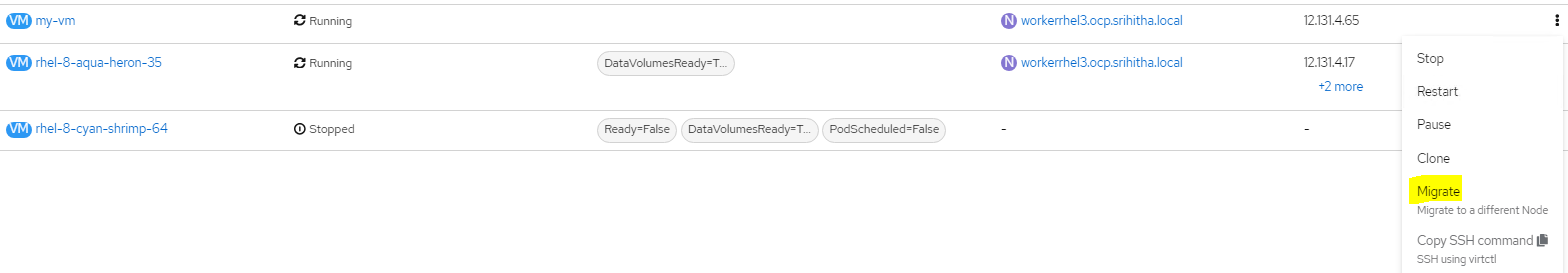 VM my-vm Running N workerrhel3.ocp.srihitha.local 12.131.4.65
VM rhel-8-aqua-heron-35 Running DataVolumesReady=T... N workerrhel3.ocp.srihitha.local 12.131.4.17
+2 more
VM rhel-8-cyan-shrimp-64 Stopped Ready=False DataVolumesReady=T... PodScheduled=False - -
Stop
Restart
Pause
Clone
Migrate
Migrate to a different Node
Copy SSH command
SSH using virtctl